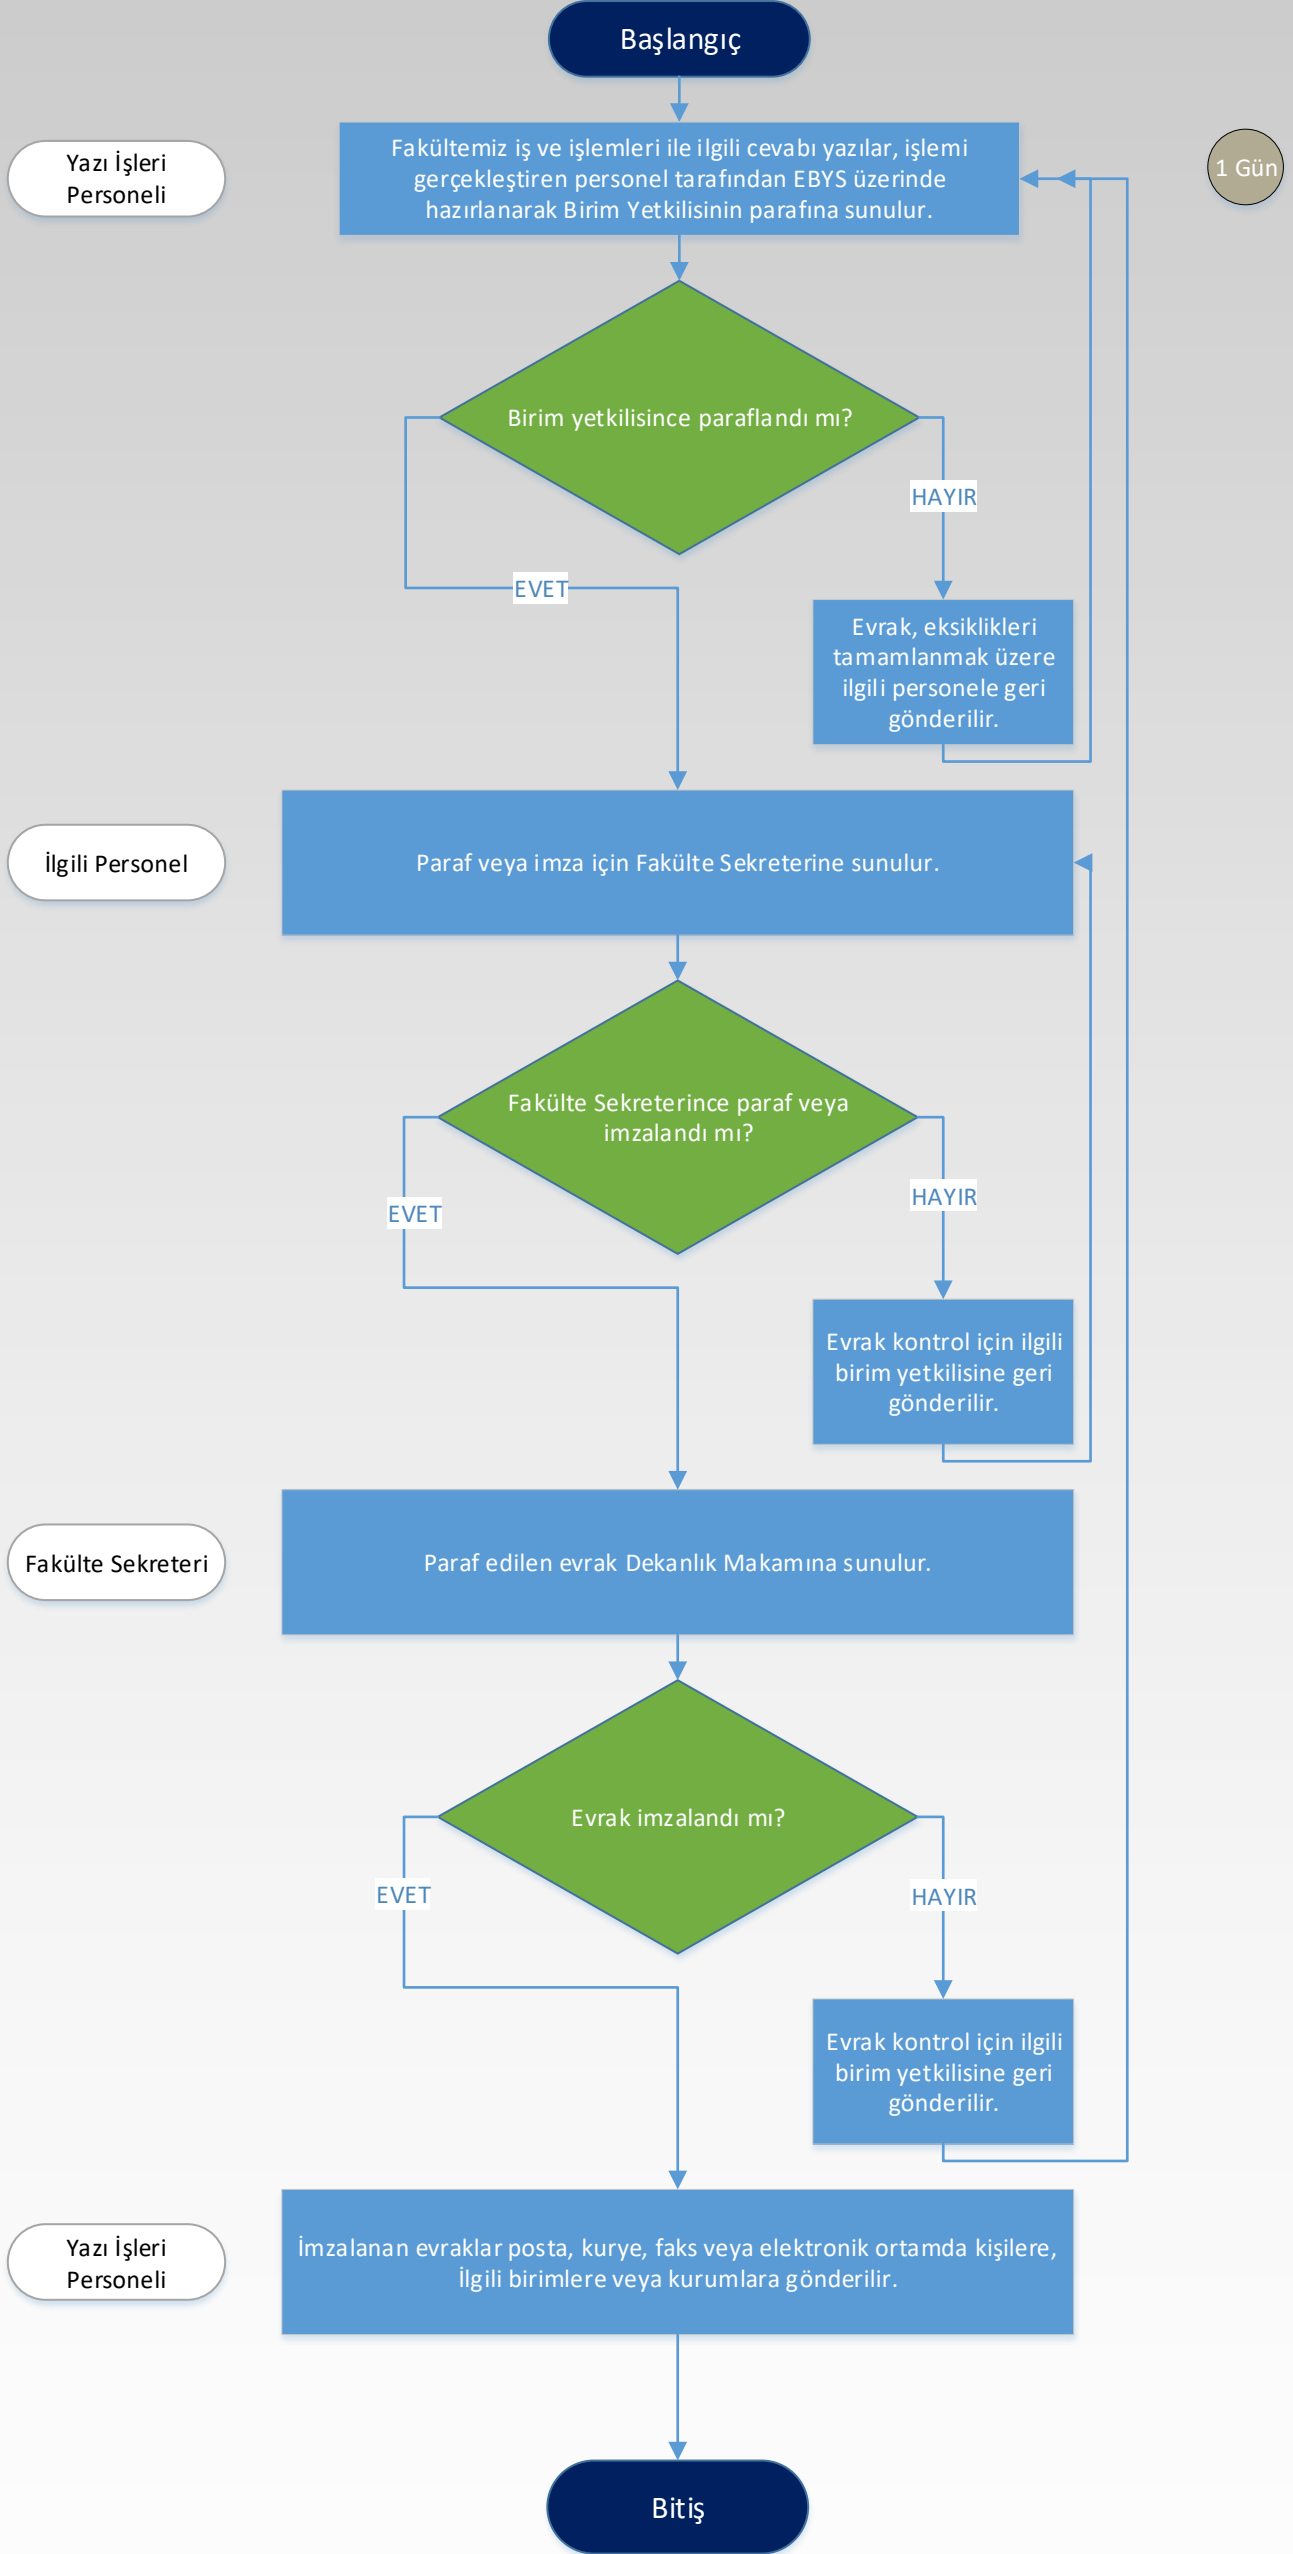 Başlangıç
Yazı İşleri
Personeli
Fakültemiz iş ve işlemleri ile ilgili cevabı yazılar, işlemi
gerçekleştiren personel tarafından EBYS üzerinde
hazırlanarak Birim Yetkilisinin parafına sunulur.
1 Gün
Birim yetkilisince paraflandı mı?
HAYIR
EVET
Evrak, eksiklikleri
tamamlanmak üzere
ilgili personele geri
gönderilir.
İlgili Personel
Paraf veya imza için Fakülte Sekreterine sunulur.
Fakülte Sekreterince paraf veya
imzalandı mı?
EVET
HAYIR
Evrak kontrol için ilgili
birim yetkilisine geri
gönderilir.
Fakülte Sekreteri
Paraf edilen evrak Dekanlık Makamına sunulur.
Evrak imzalandı mı?
EVET
HAYIR
Evrak kontrol için ilgili
birim yetkilisine geri
gönderilir.
Yazı İşleri
Personeli
İmzalanan evraklar posta, kurye, faks veya elektronik ortamda kişilere,
İlgili birimlere veya kurumlara gönderilir.
Bitiş